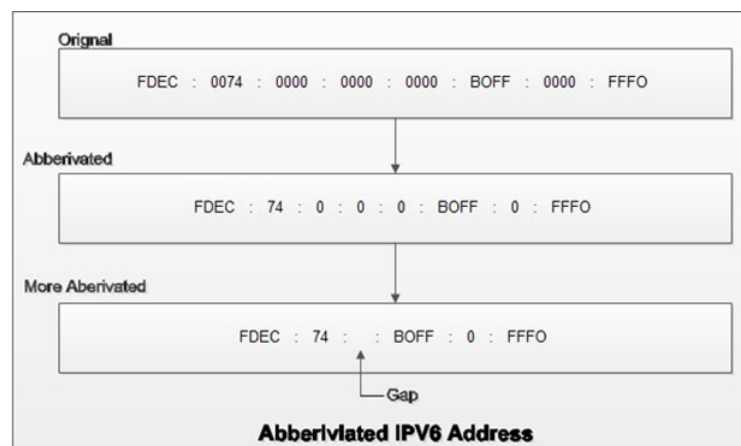 Orignal
FDEC : 0074 : 0000 : 0000 : 0000 : BOFF : 0000 : FFFO
Abberivated
FDEC : 74 : 0 : 0 : 0 : BOFF : 0 : FFFO
More Aberivated
FDEC : 74 : : BOFF : 0 : FFFO
Gap
Abberiviated IPV6 Address